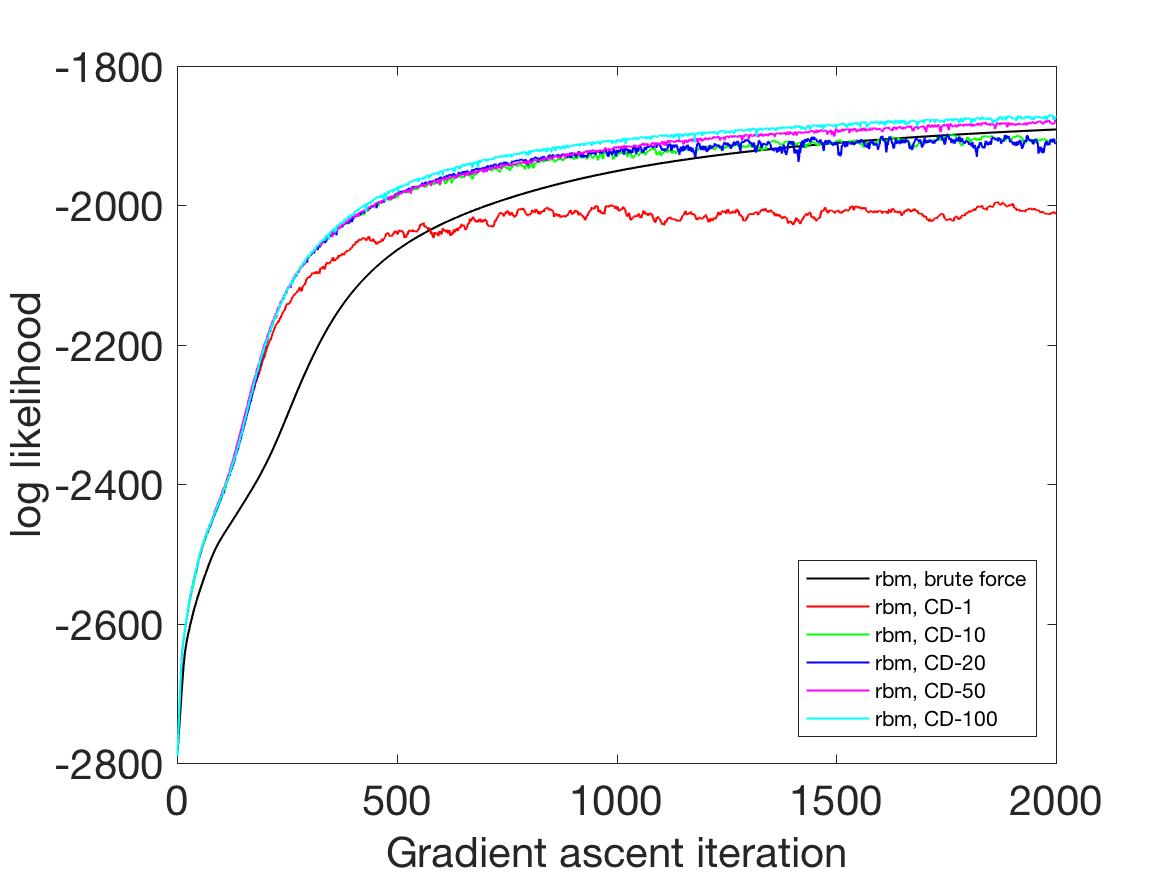 -1800
-2000
-2200
-2400
-2600
-2800
log likelihood
0
500
1000
1500
2000
Gradient ascent iteration
rbm, brute force
rbm, CD-1
rbm, CD-10
rbm, CD-20
rbm, CD-50
rbm, CD-100